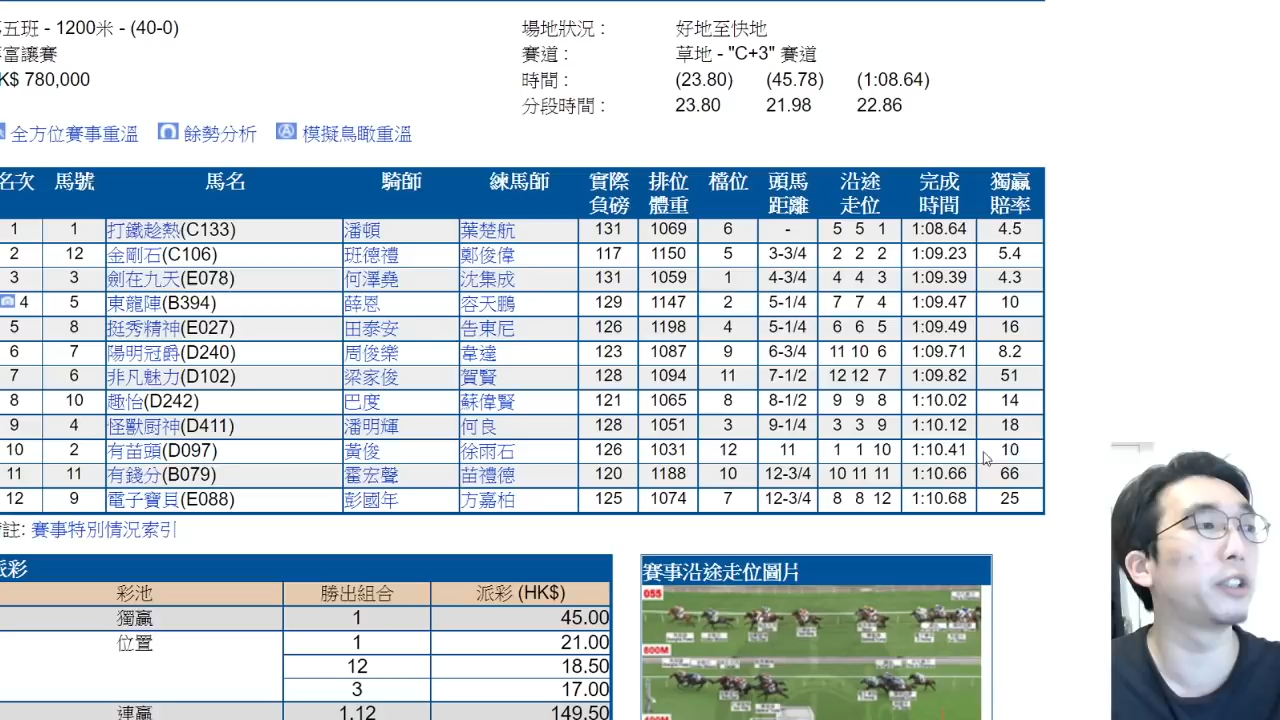 五班 - 1200米 - (40-0) 場地狀況 : 好地至快地
富讓賽 賽道 : 草地 - "C+3" 賽道
K$ 780,000 時間 : (23.80) (45.78) (1:08.64)
分段時間 : 23.80 21.98 22.86
全方位賽事重溫 餘勢分析 模擬鳥瞰重溫
名次 馬號 馬名 騎師 練馬師 實際負磅 排位體重 檔位 頭馬距離 沿途走位 完成時間 獨贏賠率
1 1 打鐵趁熱(C133) 潘頓 葉楚航 131 1069 6 - 5 5 1 1:08.64 4.5
2 12 金剛石(C106) 班德禮 鄭俊偉 117 1150 5 3-3/4 2 2 2 1:09.23 5.4
3 3 劍在九天(E078) 何澤堯 沈集成 131 1059 1 4-3/4 4 4 3 1:09.39 4.3
4 5 東龍陣(B394) 薛恩 容天鵬 129 1147 2 5-1/4 7 7 4 1:09.47 10
5 8 挺秀精神(E027) 田泰安 告東尼 126 1198 4 5-1/4 6 6 5 1:09.49 16
6 7 陽明冠爵(D240) 周俊樂 韋達 123 1087 9 6-3/4 11 10 6 1:09.71 8.2
7 6 非凡魅力(D102) 梁家俊 賀賢 128 1094 11 7-1/2 12 12 7 1:09.82 51
8 10 趣怡(D242) 巴度 蘇偉賢 121 1065 8 8-1/2 9 9 8 1:10.02 14
9 4 怪獸厨神(D411) 潘明輝 何良 128 1051 3 9-1/4 3 3 9 1:10.12 18
10 2 有苗頭(D097) 黃俊 徐雨石 126 1031 12 11 1 1 10 1:10.41 10
11 11 有錢分(B079) 霍宏聲 苗禮德 120 1188 10 12-3/4 10 11 11 1:10.66 66
12 9 電子寶貝(E088) 彭國年 方嘉柏 125 1074 7 12-3/4 8 8 12 1:10.68 25
註: 賽事特別情況索引
派彩
彩池 勝出組合 派彩 (HK$)
獨贏 1 45.00
位置 1 21.00
12 18.50
3 17.00
連贏 1,12 149.50
賽事沿途走位圖片
055
800M
400M